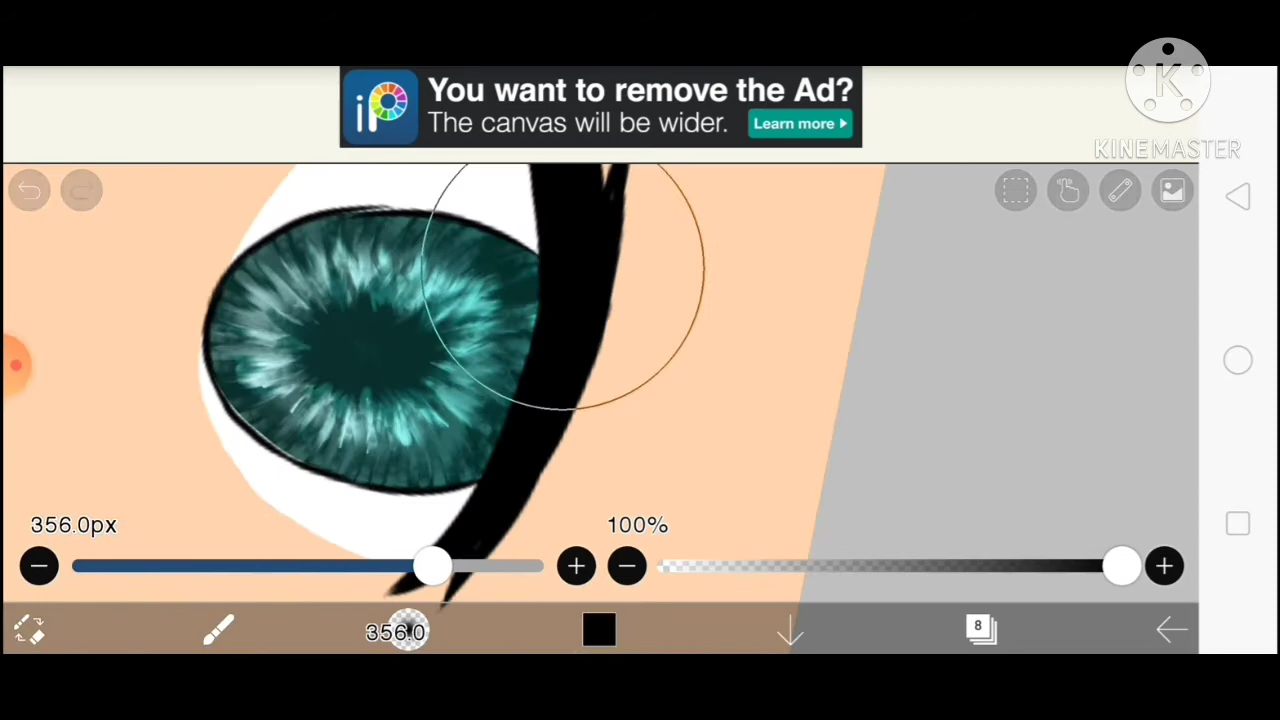 You want to remove the Ad?
The canvas will be wider.
Learn more
iP
K
KINEMASTER
356.0px
100%
356.0
8